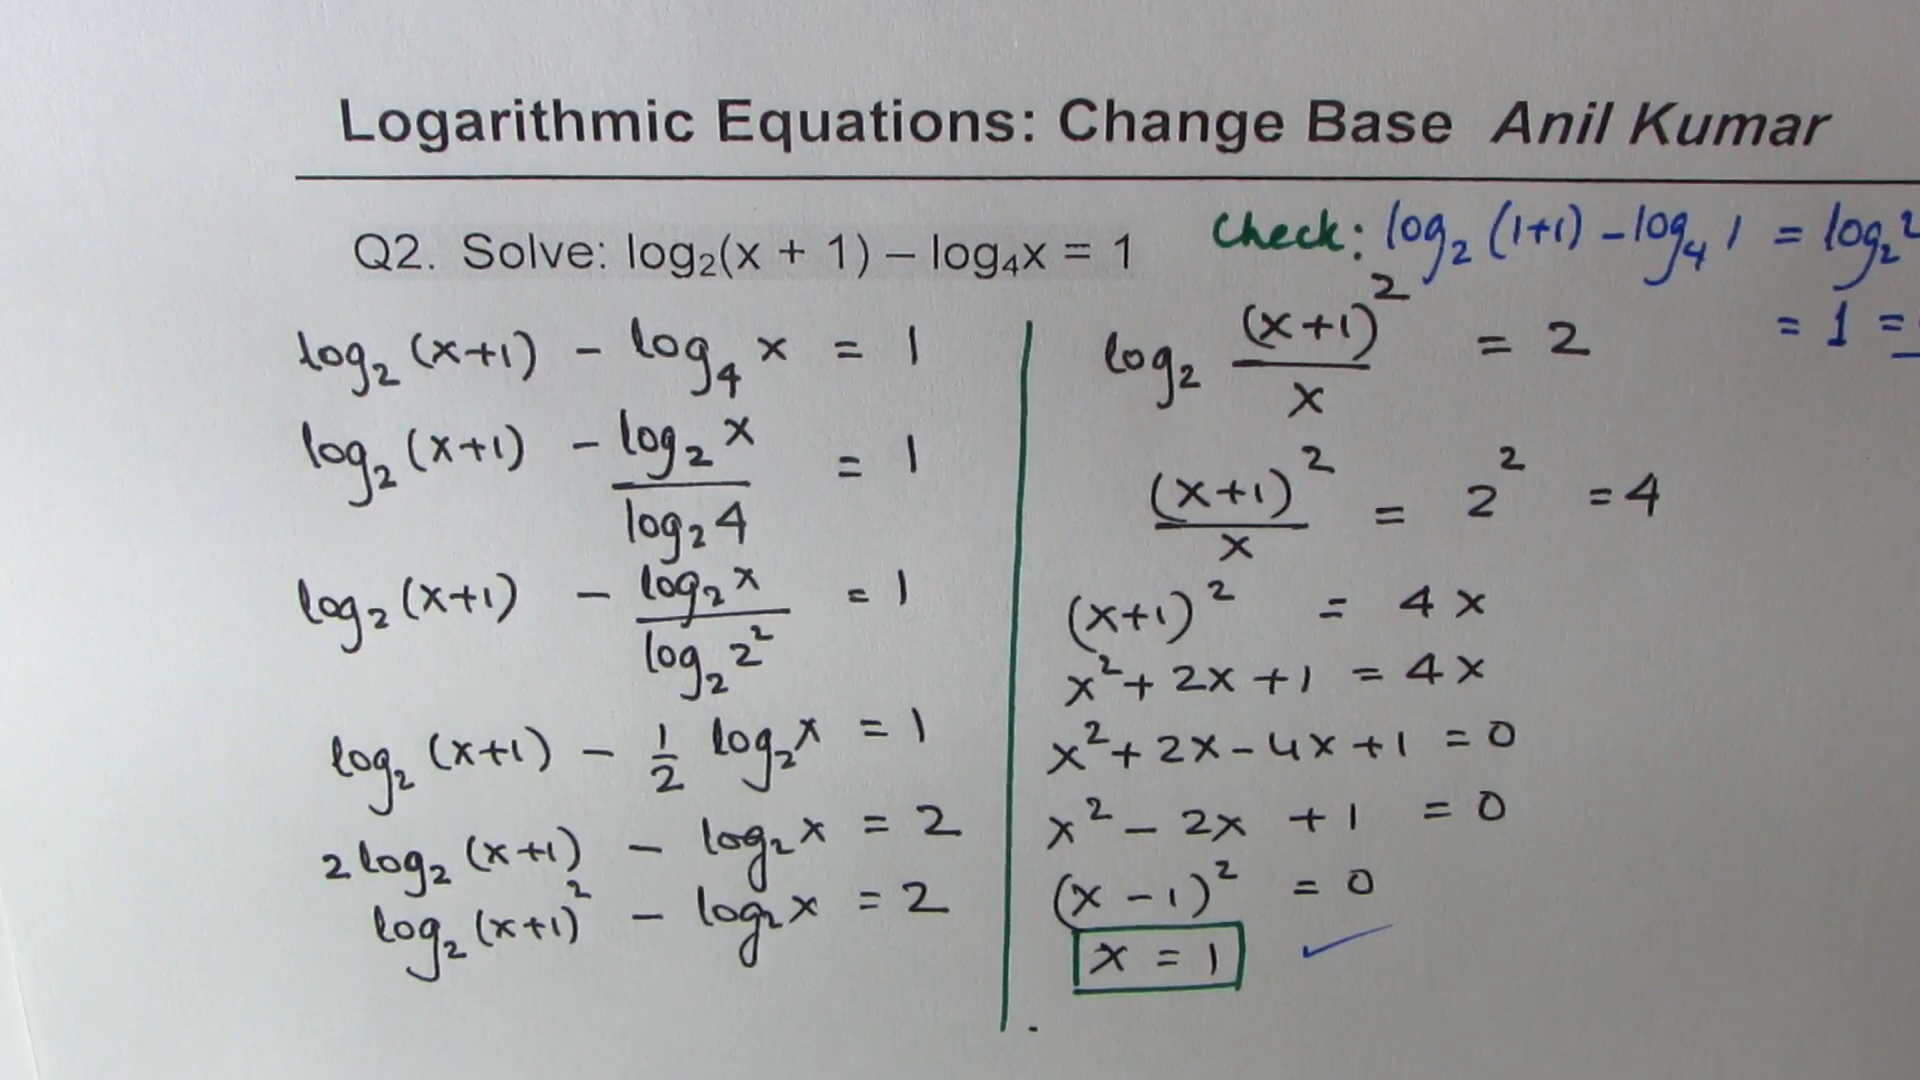 Logarithmic Equations: Change Base Anil Kumar
Q2. Solve: log₂(x + 1) – log₄x = 1
Check: log₂ (1+1) – log₄ 1 = log₂ 2
= 1 =
log₂ (x+1) – log₄ x = 1
log₂ (x+1) – log₂ x / log₂ 4 = 1
log₂ (x+1) – log₂ x / log₂ 2² = 1
log₂ (x+1) – 1/2 log₂ x = 1
2 log₂ (x+1) – log₂ x = 2
log₂ (x+1)² – log₂ x = 2
log₂ (x+1)² / x = 2
(x+1)² / x = 2² = 4
(x+1)² = 4x
x² + 2x + 1 = 4x
x² + 2x – 4x + 1 = 0
x² – 2x + 1 = 0
(x – 1)² = 0
x = 1